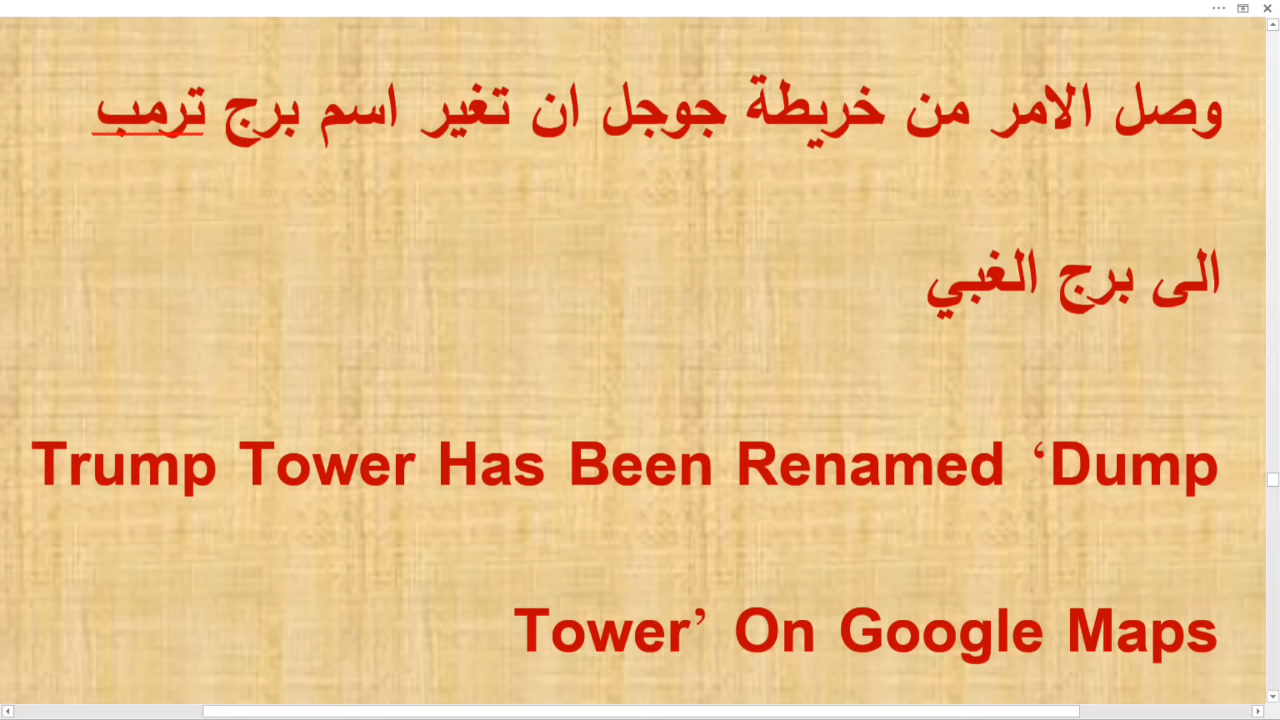 وصل الامر من خريطة جوجل ان تغير اسم برج ترمب
الى برج الغبي
Trump Tower Has Been Renamed ‘Dump
Tower’ On Google Maps